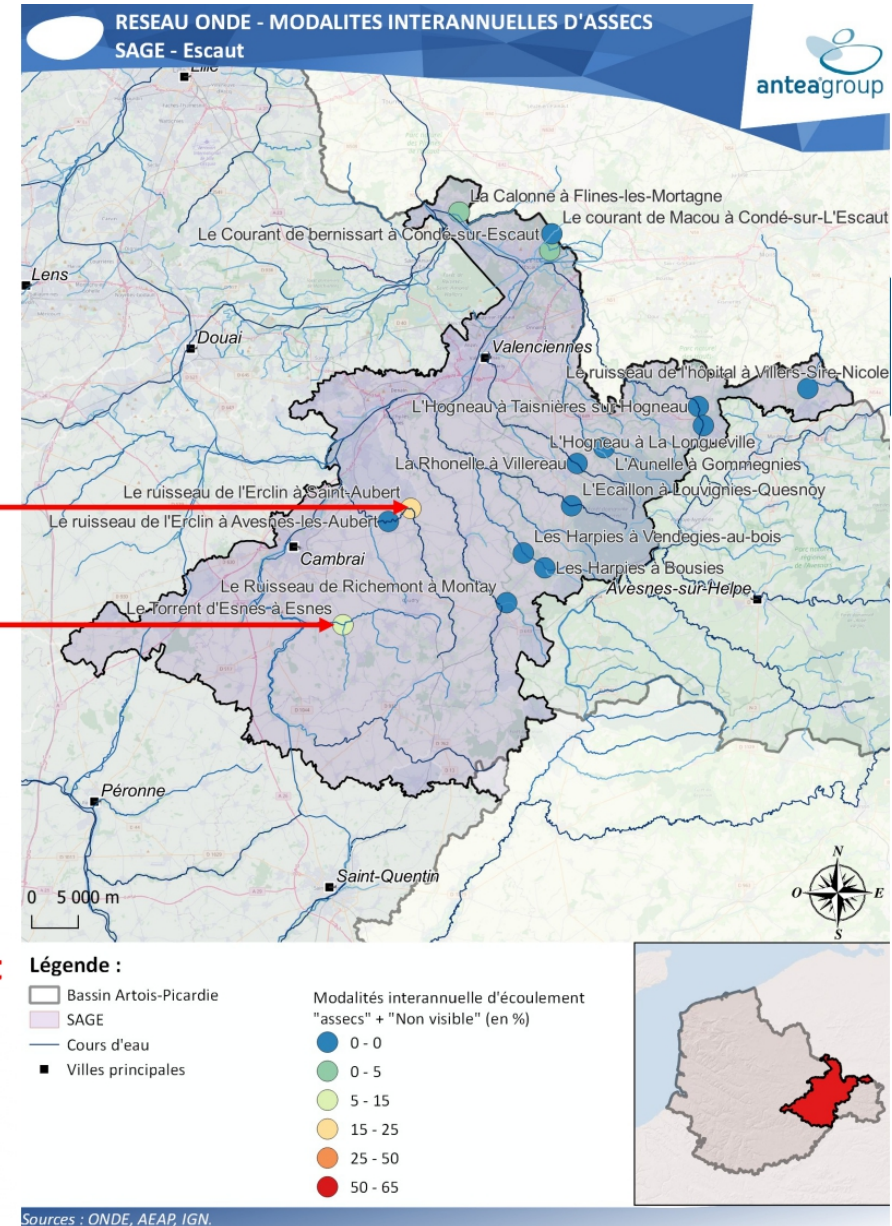 RESEAU ONDE - MODALITES INTERANNUELLES D'ASSECS
SAGE - Escaut
anteagroup
Lille
La Calonne à Flines-les-Mortagne
Le courant de Macou à Condé-sur-L'Escaut
Le Courant de bernissart à Condé-sur-Escaut
Lens
Douai
Valenciennes
Le ruisseau de l'hôpital à Villers-Sire-Nicole
L'Hogneau à Taisnières sur Hogneau
L'Hogneau à La Longueville
La Rhonelle à Villereau
L'Aunelle à Gommegnies
Le ruisseau de l'Erclin à Saint-Aubert
L'Ecaillon à Louvignies-Quesnoy
Le ruisseau de l'Erclin à Avesnes-les-Aubert
Les Harpies à Vendegies-au-bois
Cambrai
Les Harpies à Bousies
Le Ruisseau de Richemont à Montay
Avesnes-sur-Helpe
Le Torrent d'Esnes à Esnes
Péronne
Saint-Quentin
0 5 000 m
N
O
E
S
Légende :
Bassin Artois-Picardie
SAGE
Cours d'eau
Villes principales
Modalités interannuelle d'écoulement
"assecs" + "Non visible" (en %)
0 - 0
0 - 5
5 - 15
15 - 25
25 - 50
50 - 65
Sources : ONDE, AEAP, IGN.